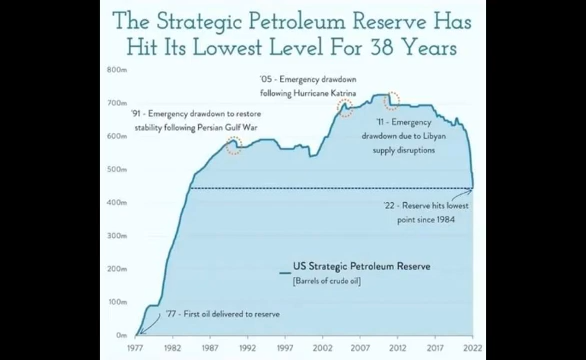 The Strategic Petroleum Reserve Has
Hit Its Lowest Level For 38 Years
800m
700m
600m
500m
400m
300m
200m
100m
0m
'91 - Emergency drawdown to restore
stability following Persian Gulf War
'05 - Emergency drawdown
following Hurricane Katrina
'11 - Emergency
drawdown due to Libyan
supply disruptions
'22 - Reserve hits lowest
point since 1984
US Strategic Petroleum Reserve
[Barrels of crude oil]
'77 - First oil delivered to reserve
1977 1982 1987 1992 1997 2002 2007 2012 2017 2022